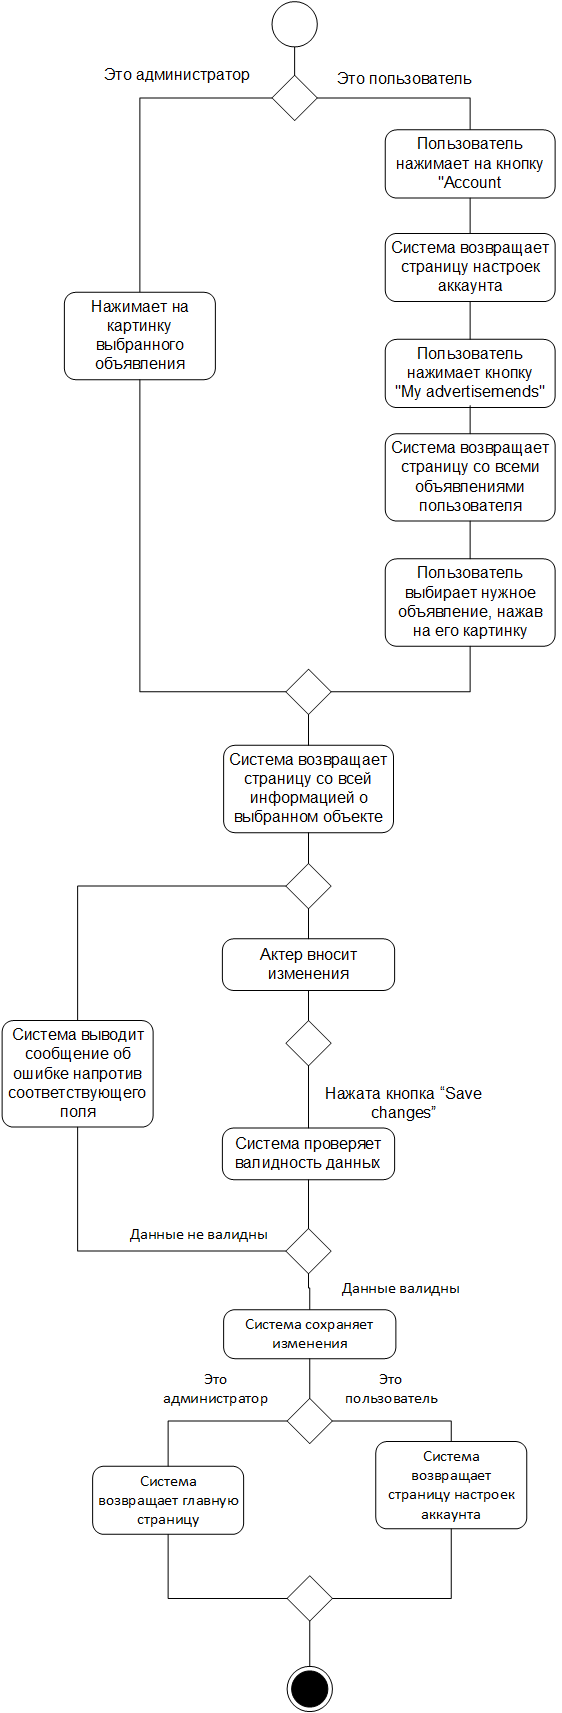 Это администратор
Это пользователь
Пользователь
нажимает на кнопку
"Account
Система возвращает
страницу настроек
аккаунта
Нажимает на
картинку
выбранного
объявления
Пользователь
нажимает кнопку
"My advertisemends"
Система возвращает
страницу со всеми
объявлениями
пользователя
Пользователь
выбирает нужное
объявление, нажав
на его картинку
Система возвращает
страницу со всей
информацией о
выбранном объекте
Актер вносит
изменения
Система выводит
сообщение об
ошибке напротив
соответствующего
поля
Нажата кнопка “Save
changes”
Система проверяет
валидность данных
Данные не валидны
Данные валидны
Система сохраняет
изменения
Это
администратор
Это
пользователь
Система
возвращает главную
страницу
Система
возвращает
страницу настроек
аккаунта